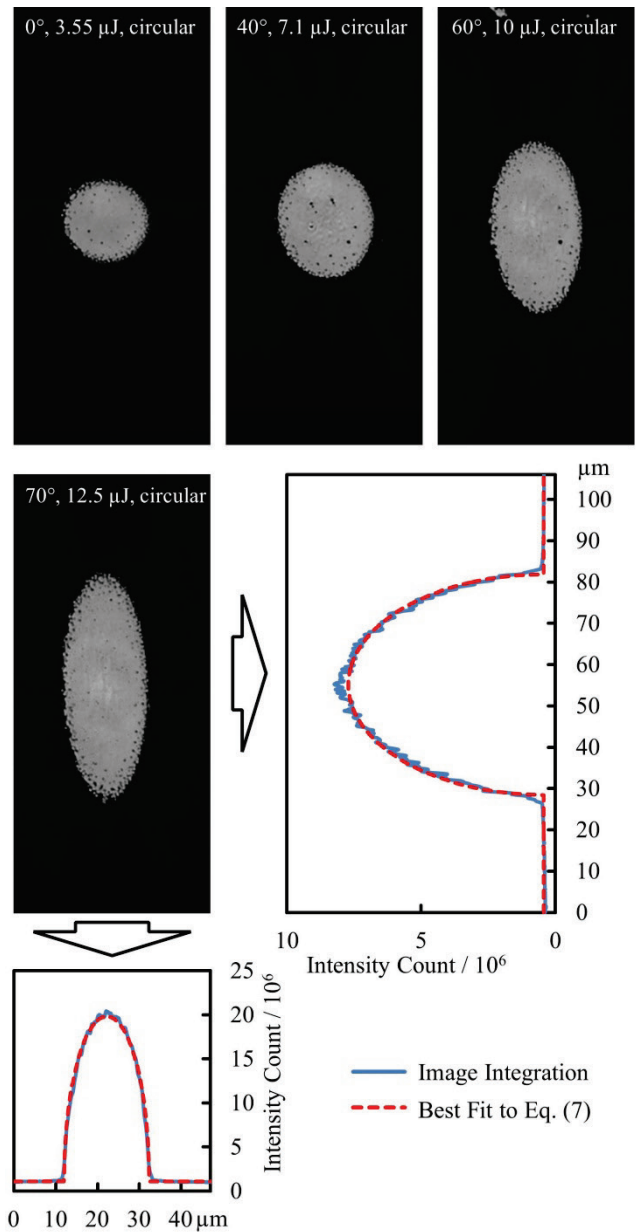 0°, 3.55 µJ, circular
40°, 7.1 µJ, circular
60°, 10 µJ, circular
70°, 12.5 µJ, circular
µm
100
90
80
70
60
50
40
30
20
10
0
10 5 0
Intensity Count / 10⁶
25
20
15
10
5
0
Intensity Count / 10⁶
0 10 20 30 40 µm
Image Integration
Best Fit to Eq. (7)